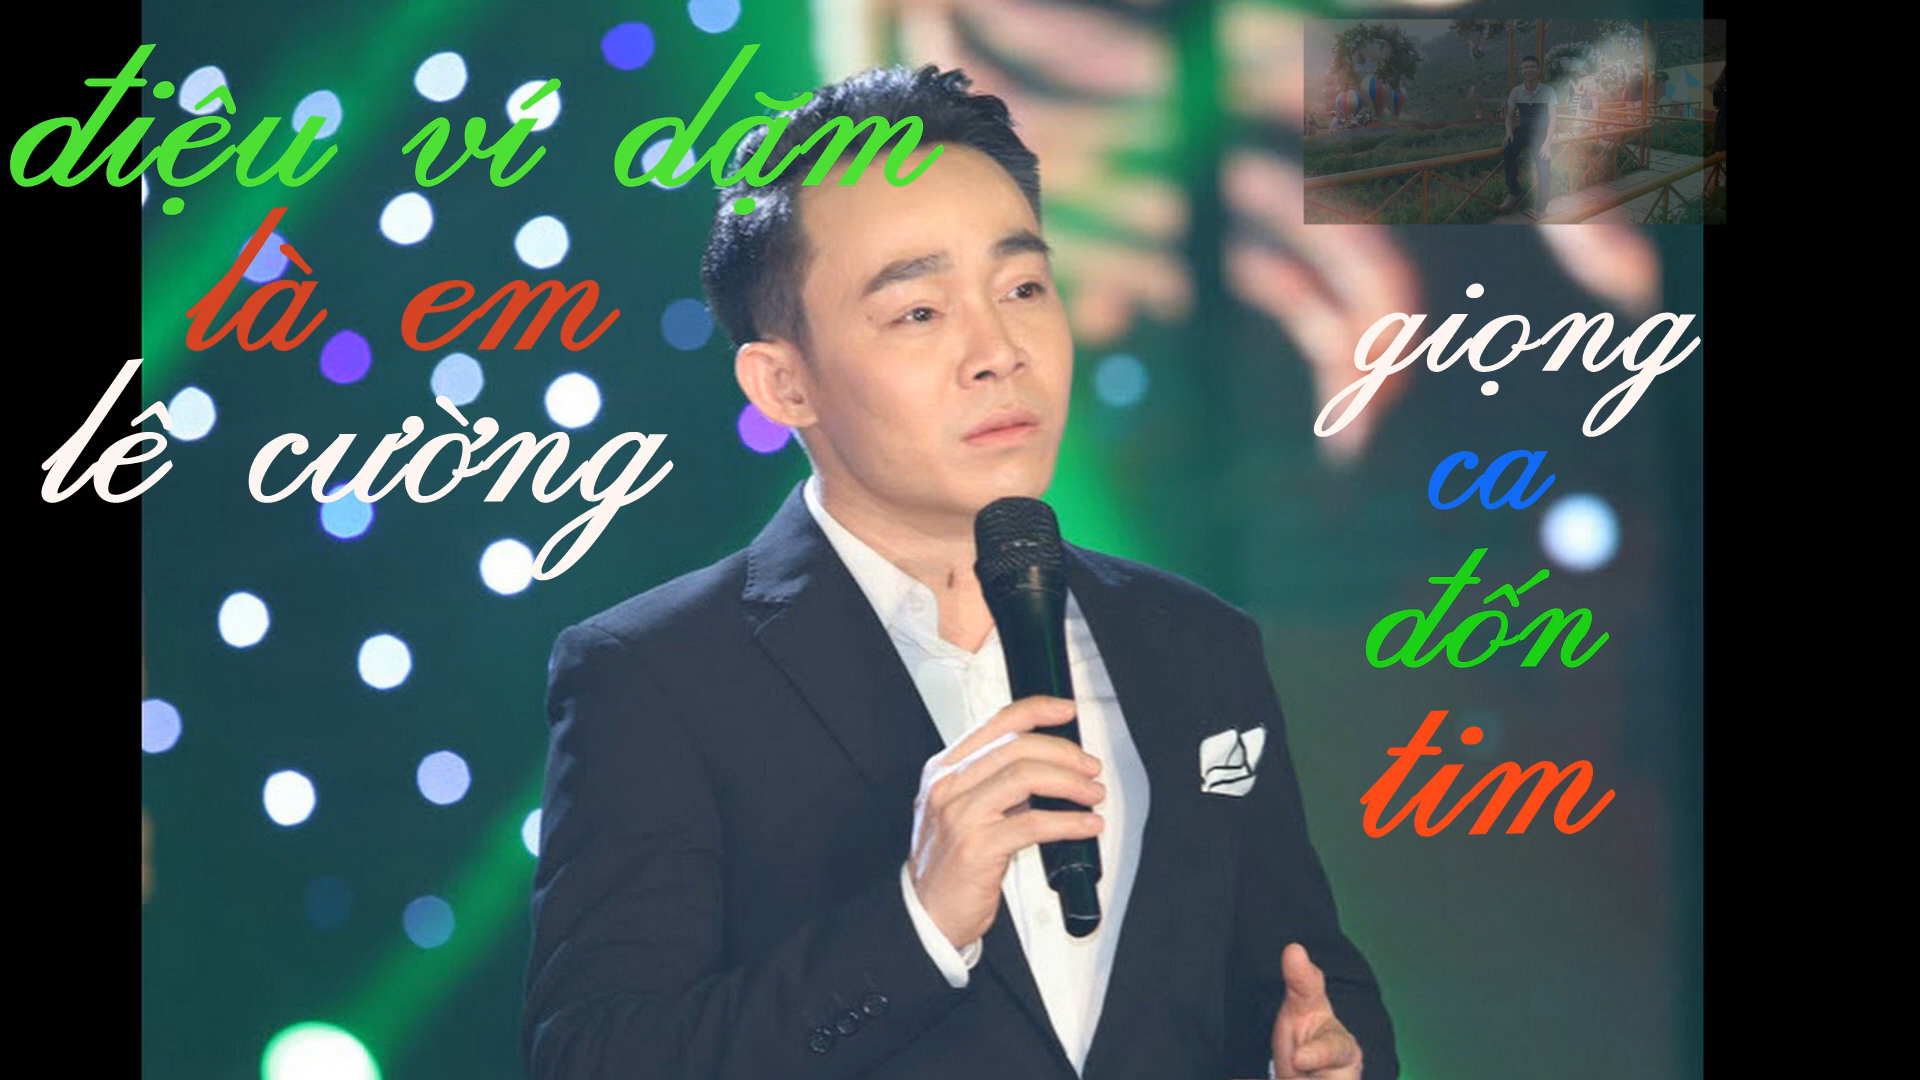 điệu ví dặm
là em
lê cường
giọng
ca
đốn
tim